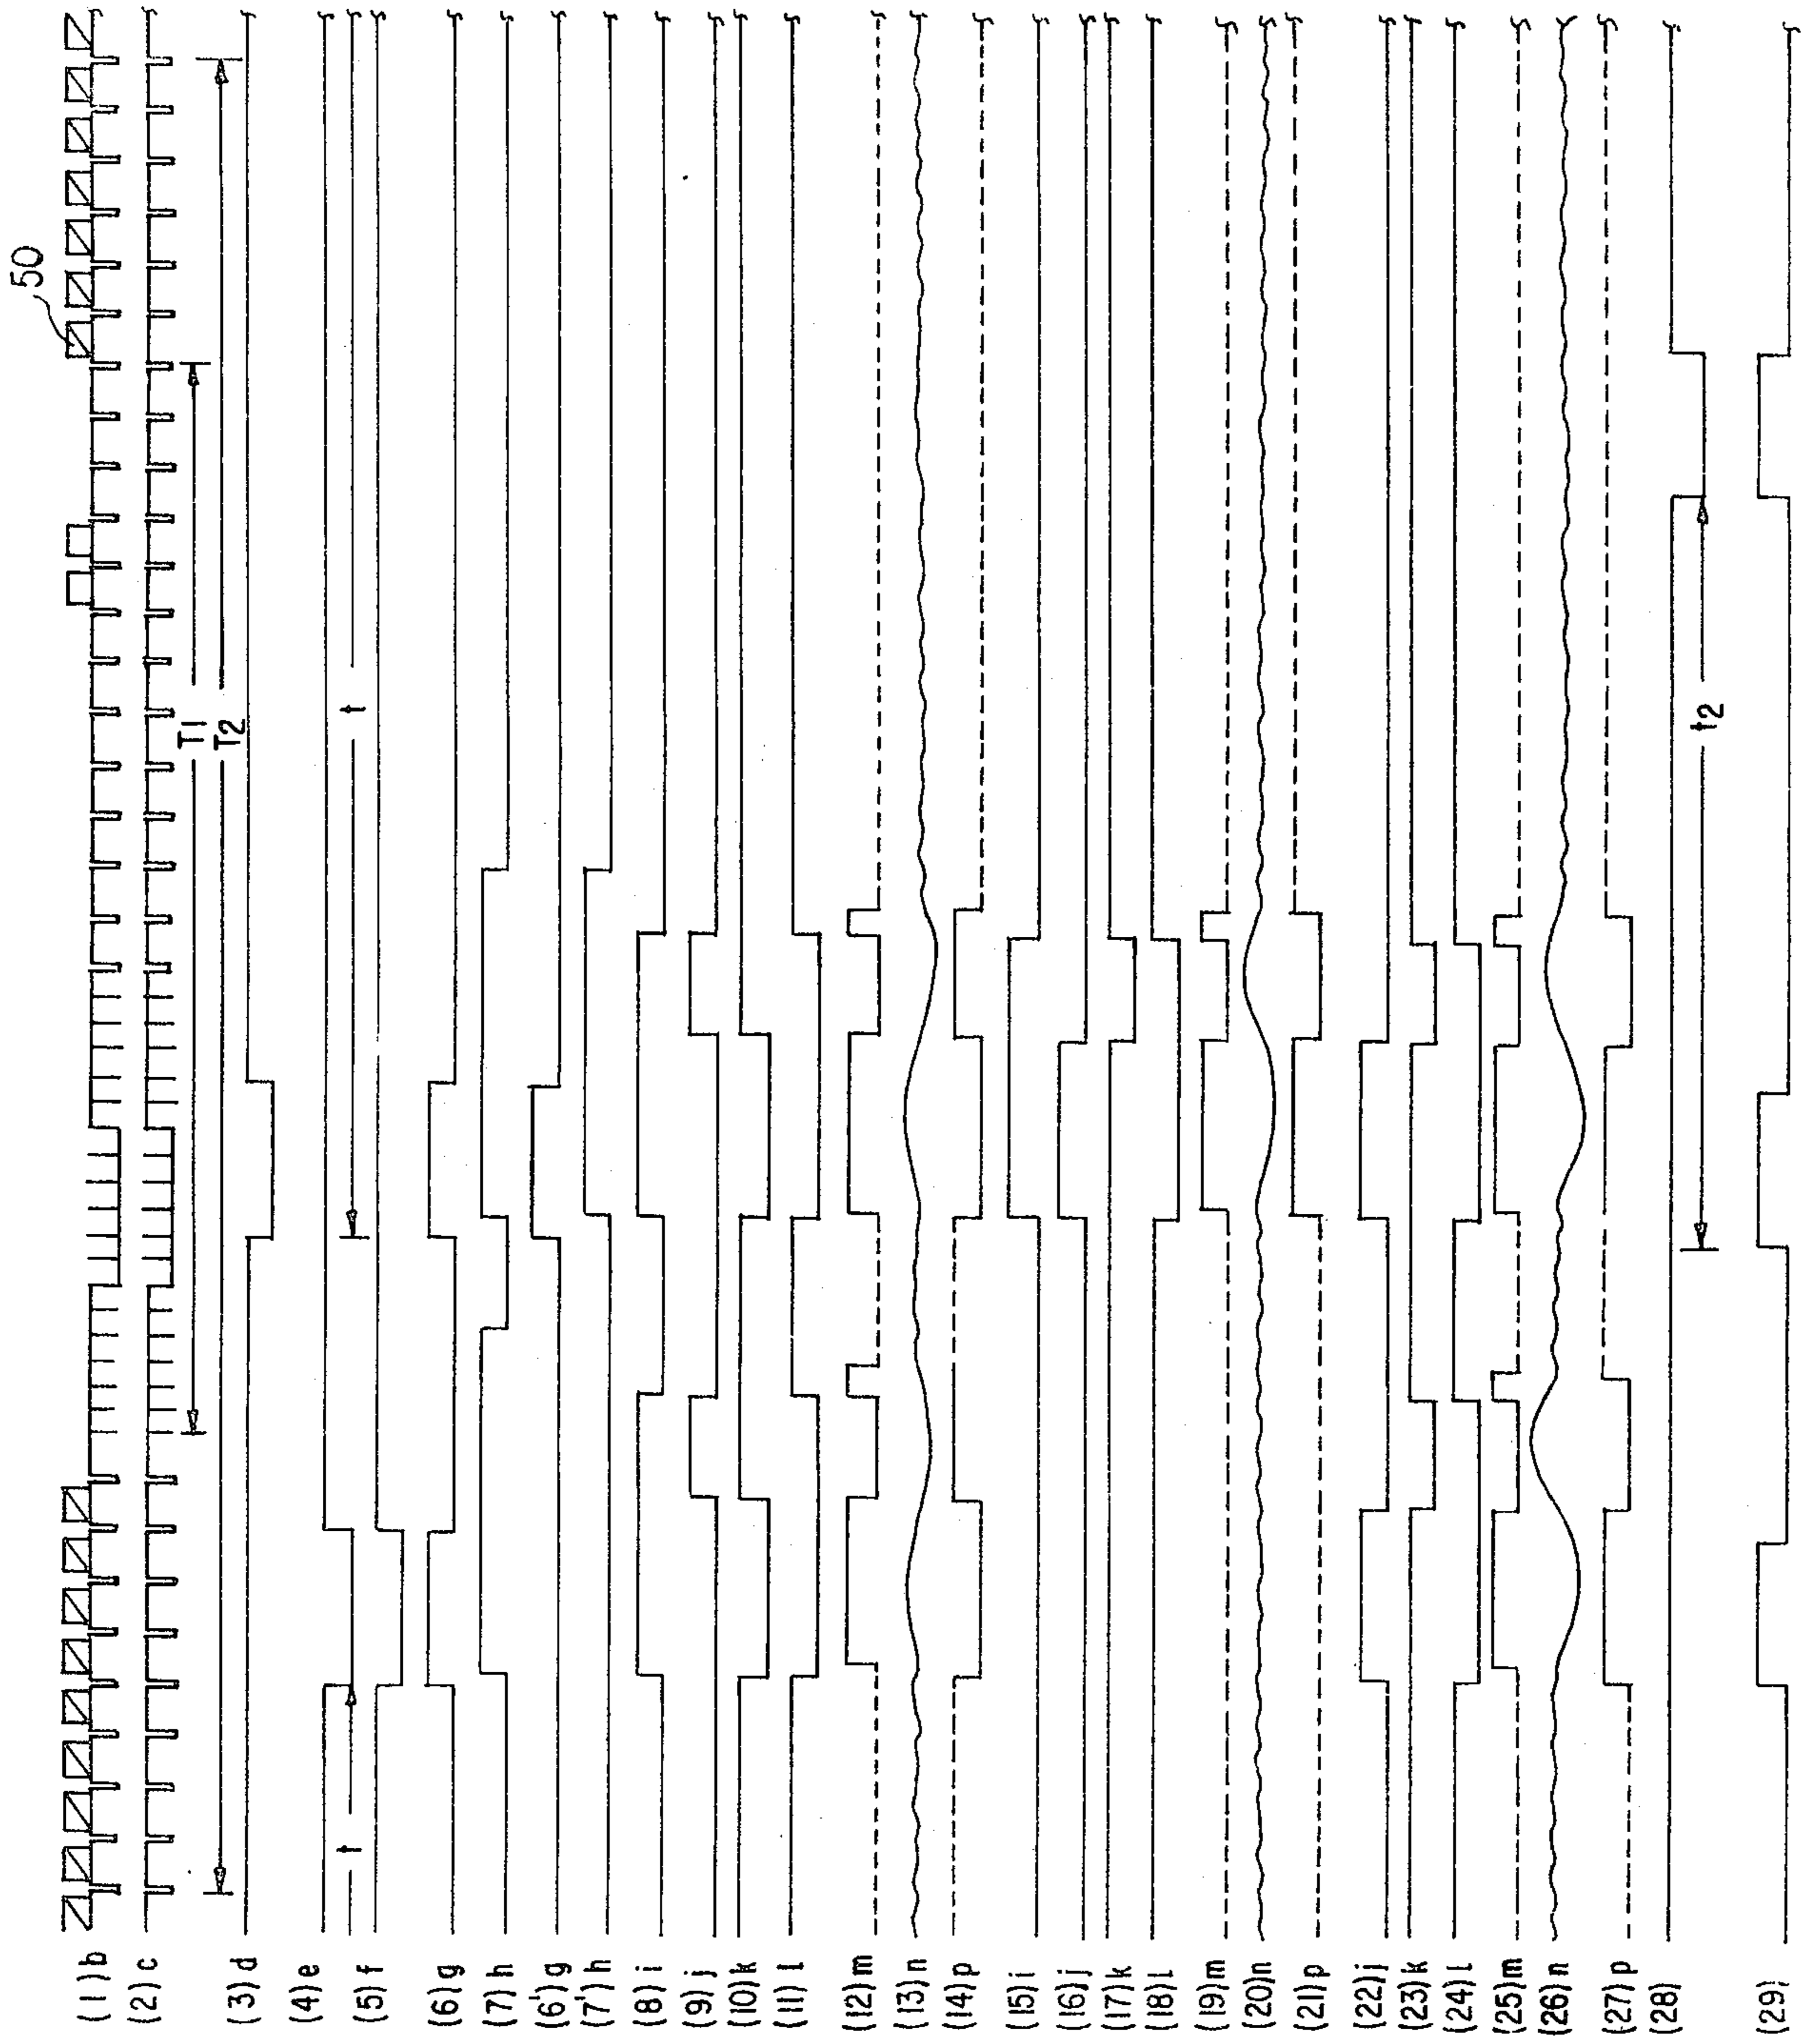 50
T1
T2
t
t
t2
(1)b
(2)c
(3)d
(4)e
(5)f
(6)g
(7)h
(6')g
(7')h
(8)i
(9)j
(10)k
(11)l
(12)m
(13)n
(14)p
(15)i
(16)j
(17)k
(18)l
(19)m
(20)n
(21)p
(22)j
(23)k
(24)l
(25)m
(26)n
(27)p
(28)
(29)